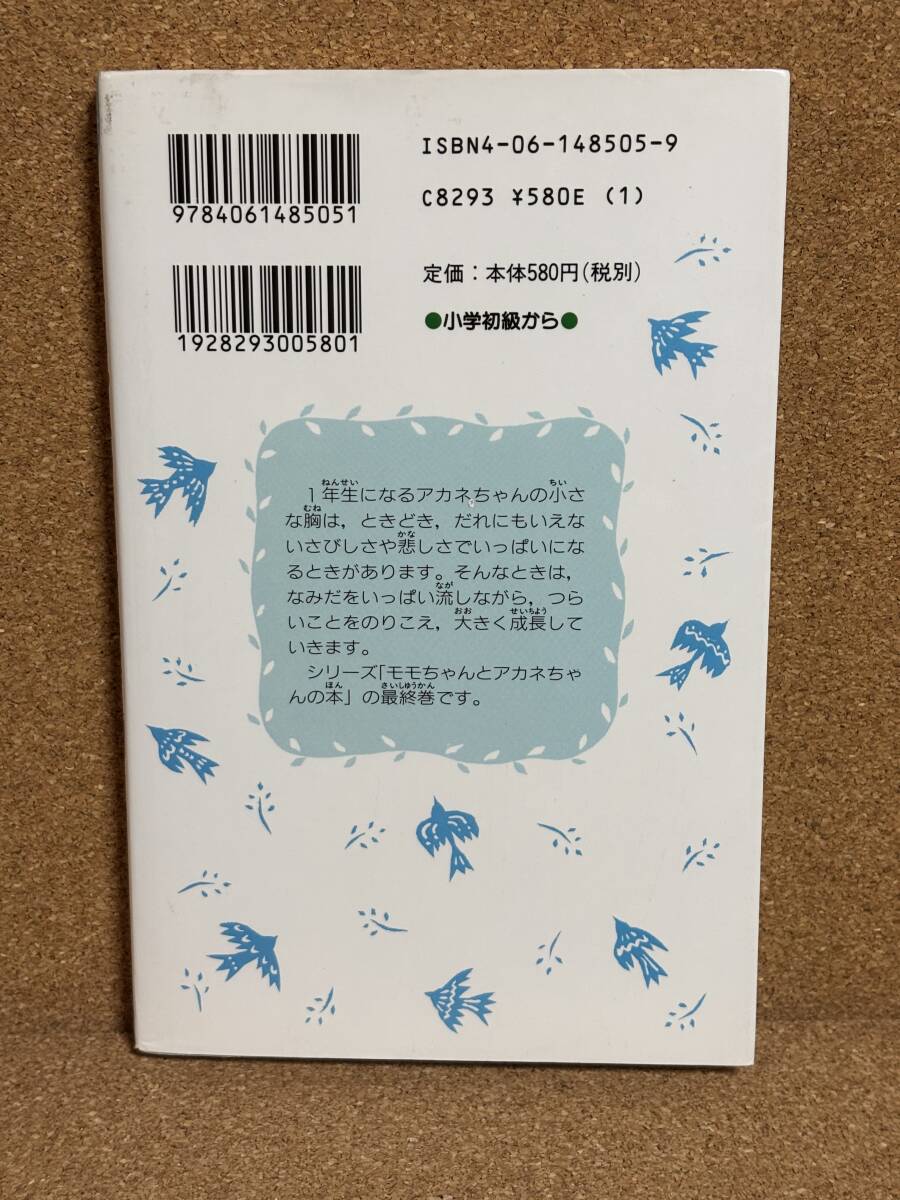 ISBN4-06-148505-9
C8293 ¥580E (1)
9784061485051
定価：本体580円(税別)
●小学初級から●
1928293005801
１年生になるアカネちゃんの小さ
な胸は，ときどき，だれにもいえな
いさびしさや悲しさでいっぱいにな
るときがあります。そんなときは，
なみだをいっぱい流しながら，つら
いことをのりこえ，大きく成長して
いきます。
シリーズ「モモちゃんとアカネちゃ
んの本」の最終巻です。